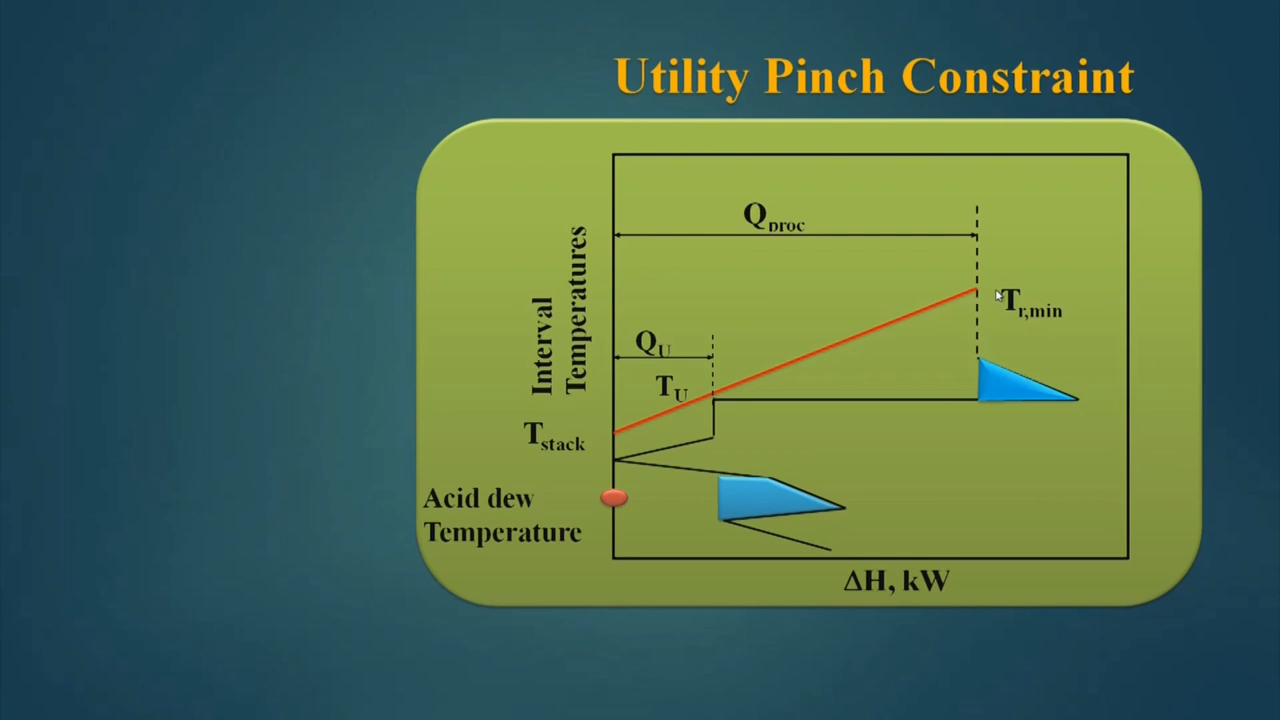 Utility Pinch Constraint
Qproc
Interval
Temperatures
QU
TU
Tr,min
Tstack
Acid dew
Temperature
ΔH, kW